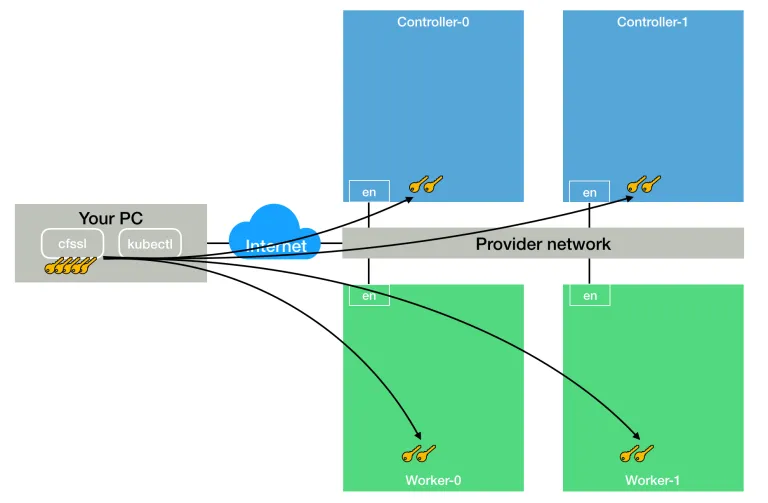 Controller-0
Controller-1
en
en
Your PC
cfssl
kubectl
Internet
Provider network
en
en
Worker-0
Worker-1